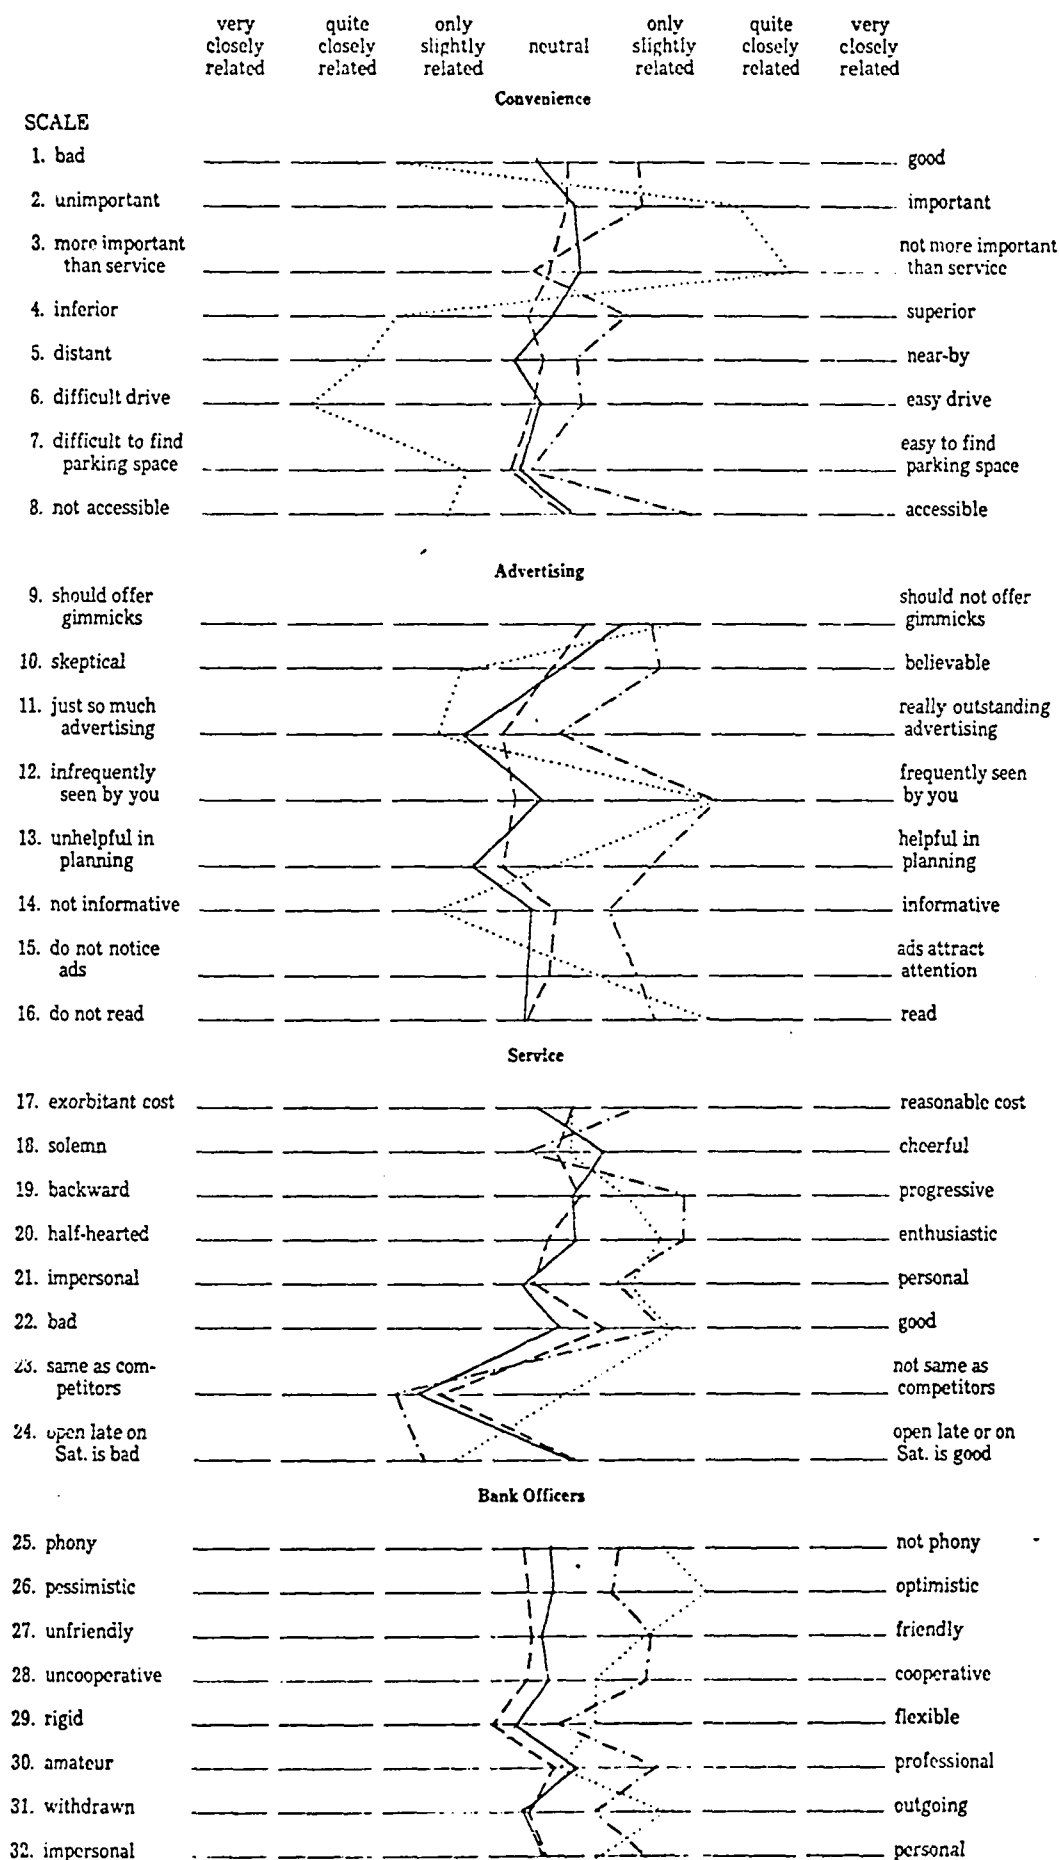 very quite only only quite very
closely closely slightly neutral slightly closely closely
related related related related related related
Convenience
SCALE
1. bad good
2. unimportant important
3. more important not more important
than service than service
4. inferior superior
5. distant near-by
6. difficult drive easy drive
7. difficult to find easy to find
parking space parking space
8. not accessible accessible
Advertising
9. should offer should not offer
gimmicks gimmicks
10. skeptical believable
11. just so much really outstanding
advertising advertising
12. infrequently frequently seen
seen by you by you
13. unhelpful in helpful in
planning planning
14. not informative informative
15. do not notice ads attract
ads attention
16. do not read read
Service
17. exorbitant cost reasonable cost
18. solemn cheerful
19. backward progressive
20. half-hearted enthusiastic
21. impersonal personal
22. bad good
23. same as com- not same as
petitors competitors
24. open late on open late or on
Sat. is bad Sat. is good
Bank Officers
25. phony not phony
26. pessimistic optimistic
27. unfriendly friendly
28. uncooperative cooperative
29. rigid flexible
30. amateur professional
31. withdrawn outgoing
32. impersonal personal